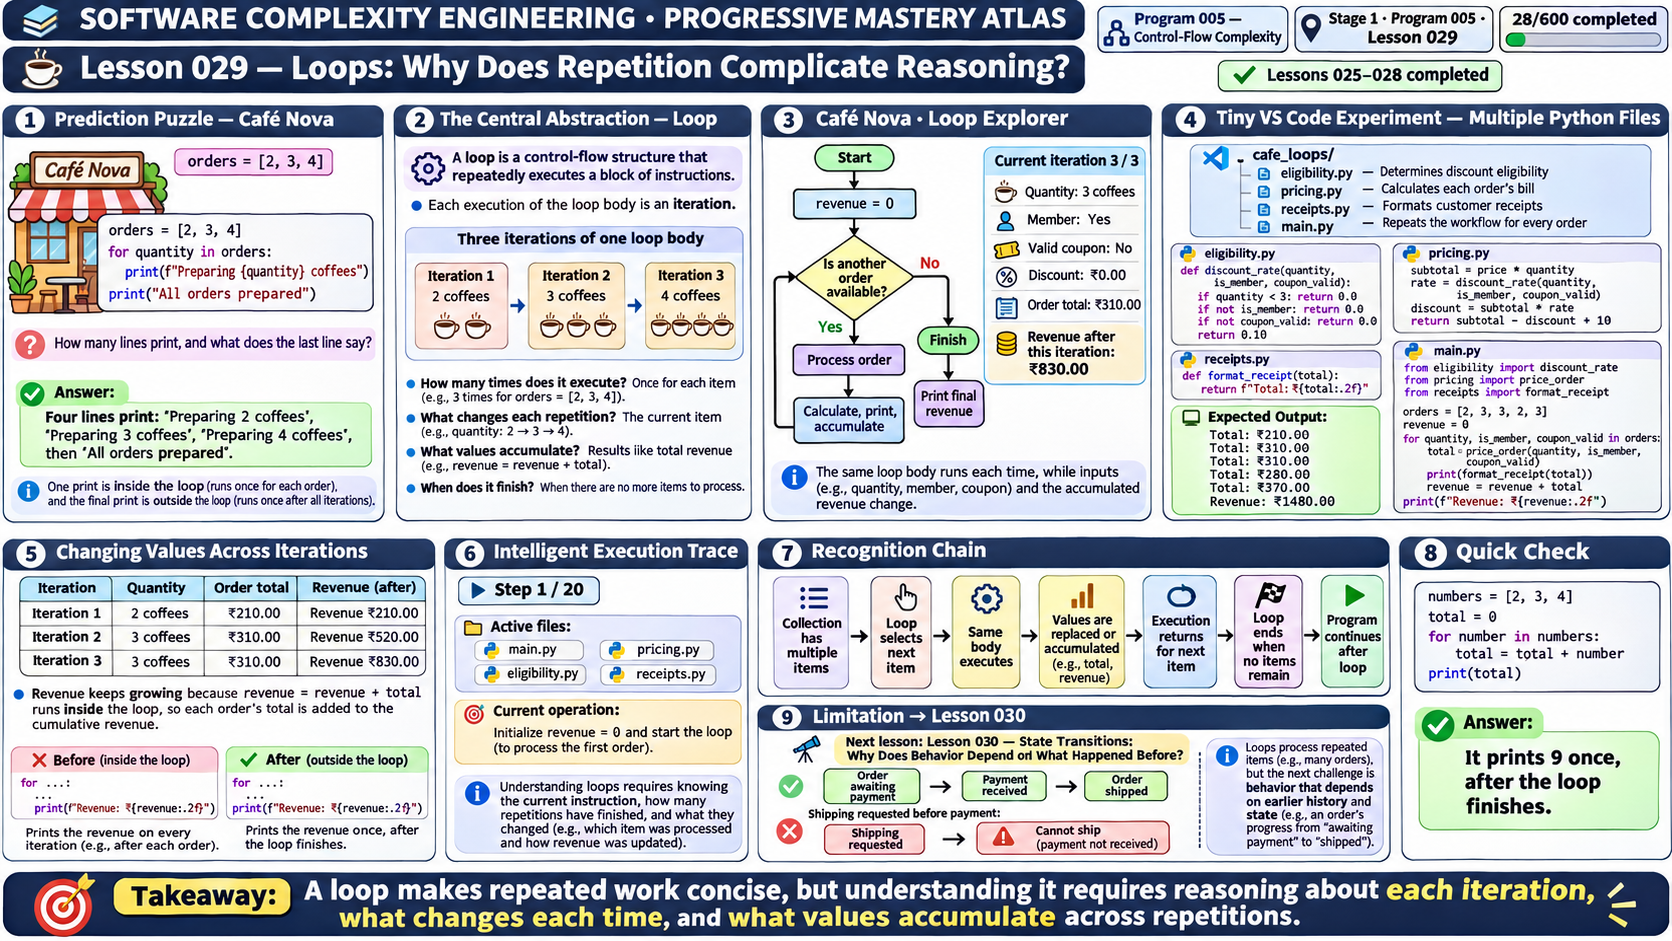 SOFTWARE COMPLEXITY ENGINEERING • PROGRESSIVE MASTERY ATLAS
Program 005 —
Control-Flow Complexity
Stage 1 · Program 005 ·
Lesson 029
28/600 completed
Lesson 029 — Loops: Why Does Repetition Complicate Reasoning?
Lessons 025–028 completed
1 Prediction Puzzle — Café Nova
Café Nova
orders = [2, 3, 4]
orders = [2, 3, 4]
for quantity in orders:
print(f"Preparing {quantity} coffees")
print("All orders prepared")
? How many lines print, and what does the last line say?
Answer:
Four lines print: "Preparing 2 coffees",
"Preparing 3 coffees", "Preparing 4 coffees",
then "All orders prepared".
i One print is inside the loop (runs once for each order),
and the final print is outside the loop (runs once after all iterations).
2 The Central Abstraction — Loop
A loop is a control-flow structure that
repeatedly executes a block of instructions.
• Each execution of the loop body is an iteration.
Three iterations of one loop body
Iteration 1
2 coffees
Iteration 2
3 coffees
Iteration 3
4 coffees
• How many times does it execute? Once for each item
(e.g., 3 times for orders = [2, 3, 4]).
• What changes each repetition? The current item
(e.g., quantity: 2 → 3 → 4).
• What values accumulate? Results like total revenue
(e.g., revenue = revenue + total).
• When does it finish? When there are no more items to process.
3 Café Nova · Loop Explorer
Start
revenue = 0
Is another
order
available?
No
Yes
Process order
Calculate, print,
accumulate
Finish
Print final
revenue
Current iteration 3 / 3
Quantity: 3 coffees
Member: Yes
Valid coupon: No
Discount: ₹0.00
Order total: ₹310.00
Revenue after
this iteration:
₹830.00
i The same loop body runs each time, while inputs
(e.g., quantity, member, coupon) and the accumulated
revenue change.
4 Tiny VS Code Experiment — Multiple Python Files
cafe_loops/
eligibility.py — Determines discount eligibility
pricing.py — Calculates each order's bill
receipts.py — Formats customer receipts
main.py — Repeats the workflow for every order
eligibility.py
def discount_rate(quantity,
is_member, coupon_valid):
if quantity < 3: return 0.0
if not is_member: return 0.0
if not coupon_valid: return 0.0
return 0.10
receipts.py
def format_receipt(total):
return f"Total: ₹{total:.2f}"
Expected Output:
Total: ₹210.00
Total: ₹310.00
Total: ₹310.00
Total: ₹280.00
Total: ₹370.00
Revenue: ₹1480.00
pricing.py
subtotal = price * quantity
rate = discount_rate(quantity,
is_member, coupon_valid)
discount = subtotal * rate
return subtotal - discount + 10
main.py
from eligibility import discount_rate
from pricing import price_order
from receipts import format_receipt
orders = [2, 3, 3, 2, 3]
revenue = 0
for quantity, is_member, coupon_valid in orders:
total = price_order(quantity, is_member,
coupon_valid)
print(format_receipt(total))
revenue = revenue + total
print(f"Revenue: ₹{revenue:.2f")
5 Changing Values Across Iterations
Iteration Quantity Order total Revenue (after)
Iteration 1 2 coffees ₹210.00 Revenue ₹210.00
Iteration 2 3 coffees ₹310.00 Revenue ₹520.00
Iteration 3 3 coffees ₹310.00 Revenue ₹830.00
• Revenue keeps growing because revenue = revenue + total
runs inside the loop, so each order's total is added to the
cumulative revenue.
Before (inside the loop)
for ...:
...
print(f"Revenue: ₹{revenue:.2f}")
Prints the revenue on every
iteration (e.g., after each order).
After (outside the loop)
for ...:
...
print(f"Revenue: ₹{revenue:.2f}")
Prints the revenue once, after
the loop finishes.
6 Intelligent Execution Trace
Step 1 / 20
Active files:
main.py
pricing.py
eligibility.py
receipts.py
Current operation:
Initialize revenue = 0 and start the loop
(to process the first order).
i Understanding loops requires knowing
the current instruction, how many
repetitions have finished, and what they
changed (e.g., which item was processed
and how revenue was updated).
7 Recognition Chain
Collection
has
multiple
items
Loop
selects
next
item
Same
body
executes
Values are
replaced or
accumulated
(e.g., total,
revenue)
Execution
returns
for next
item
Loop
ends
when
no items
remain
Program
continues
after
loop
8 Quick Check
numbers = [2, 3, 4]
total = 0
for number in numbers:
total = total + number
print(total)
Answer:
It prints 9 once,
after the loop
finishes.
9 Limitation → Lesson 030
Next lesson: Lesson 030 — State Transitions:
Why Does Behavior Depend on What Happened Before?
Order
awaiting
payment
Payment
received
Order
shipped
Shipping requested before payment:
Shipping
requested
Cannot ship
(payment not received)
i Loops process repeated
items (e.g., many orders),
but the next challenge is
behavior that depends
on earlier history and
state (e.g., an order's
progress from "awaiting
payment" to "shipped").
Takeaway: A loop makes repeated work concise, but understanding it requires reasoning about each iteration,
what changes each time, and what values accumulate across repetitions.